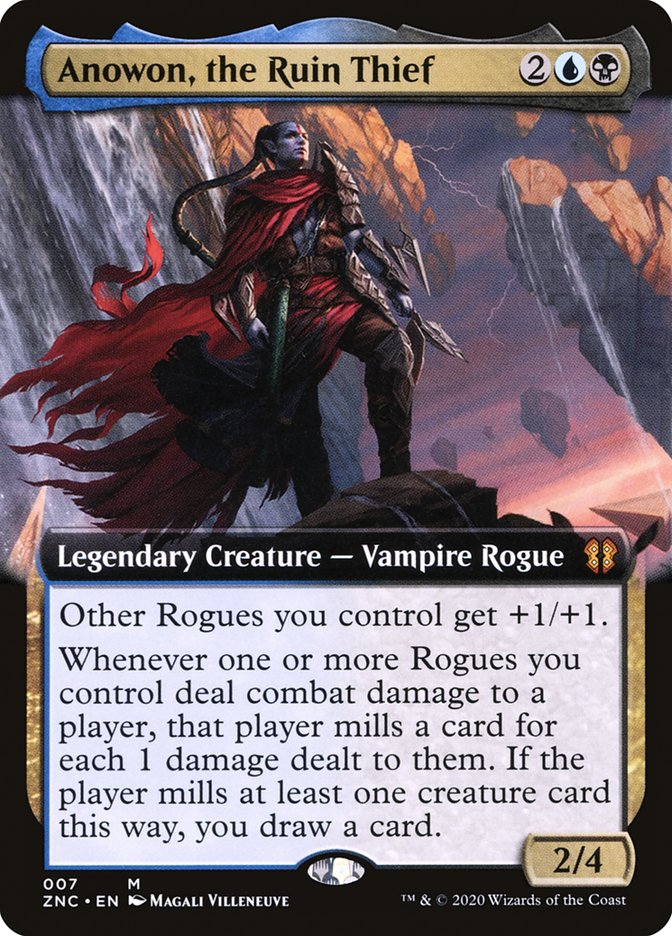 Anowon, the Ruin Thief 2
Legendary Creature — Vampire Rogue
Other Rogues you control get +1/+1.
Whenever one or more Rogues you
control deal combat damage to a
player, that player mills a card for
each 1 damage dealt to them. If the
player mills at least one creature card
this way, you draw a card.
2/4
007 M
ZNC • EN Magali Villeneuve ™ & © 2020 Wizards of the Coast